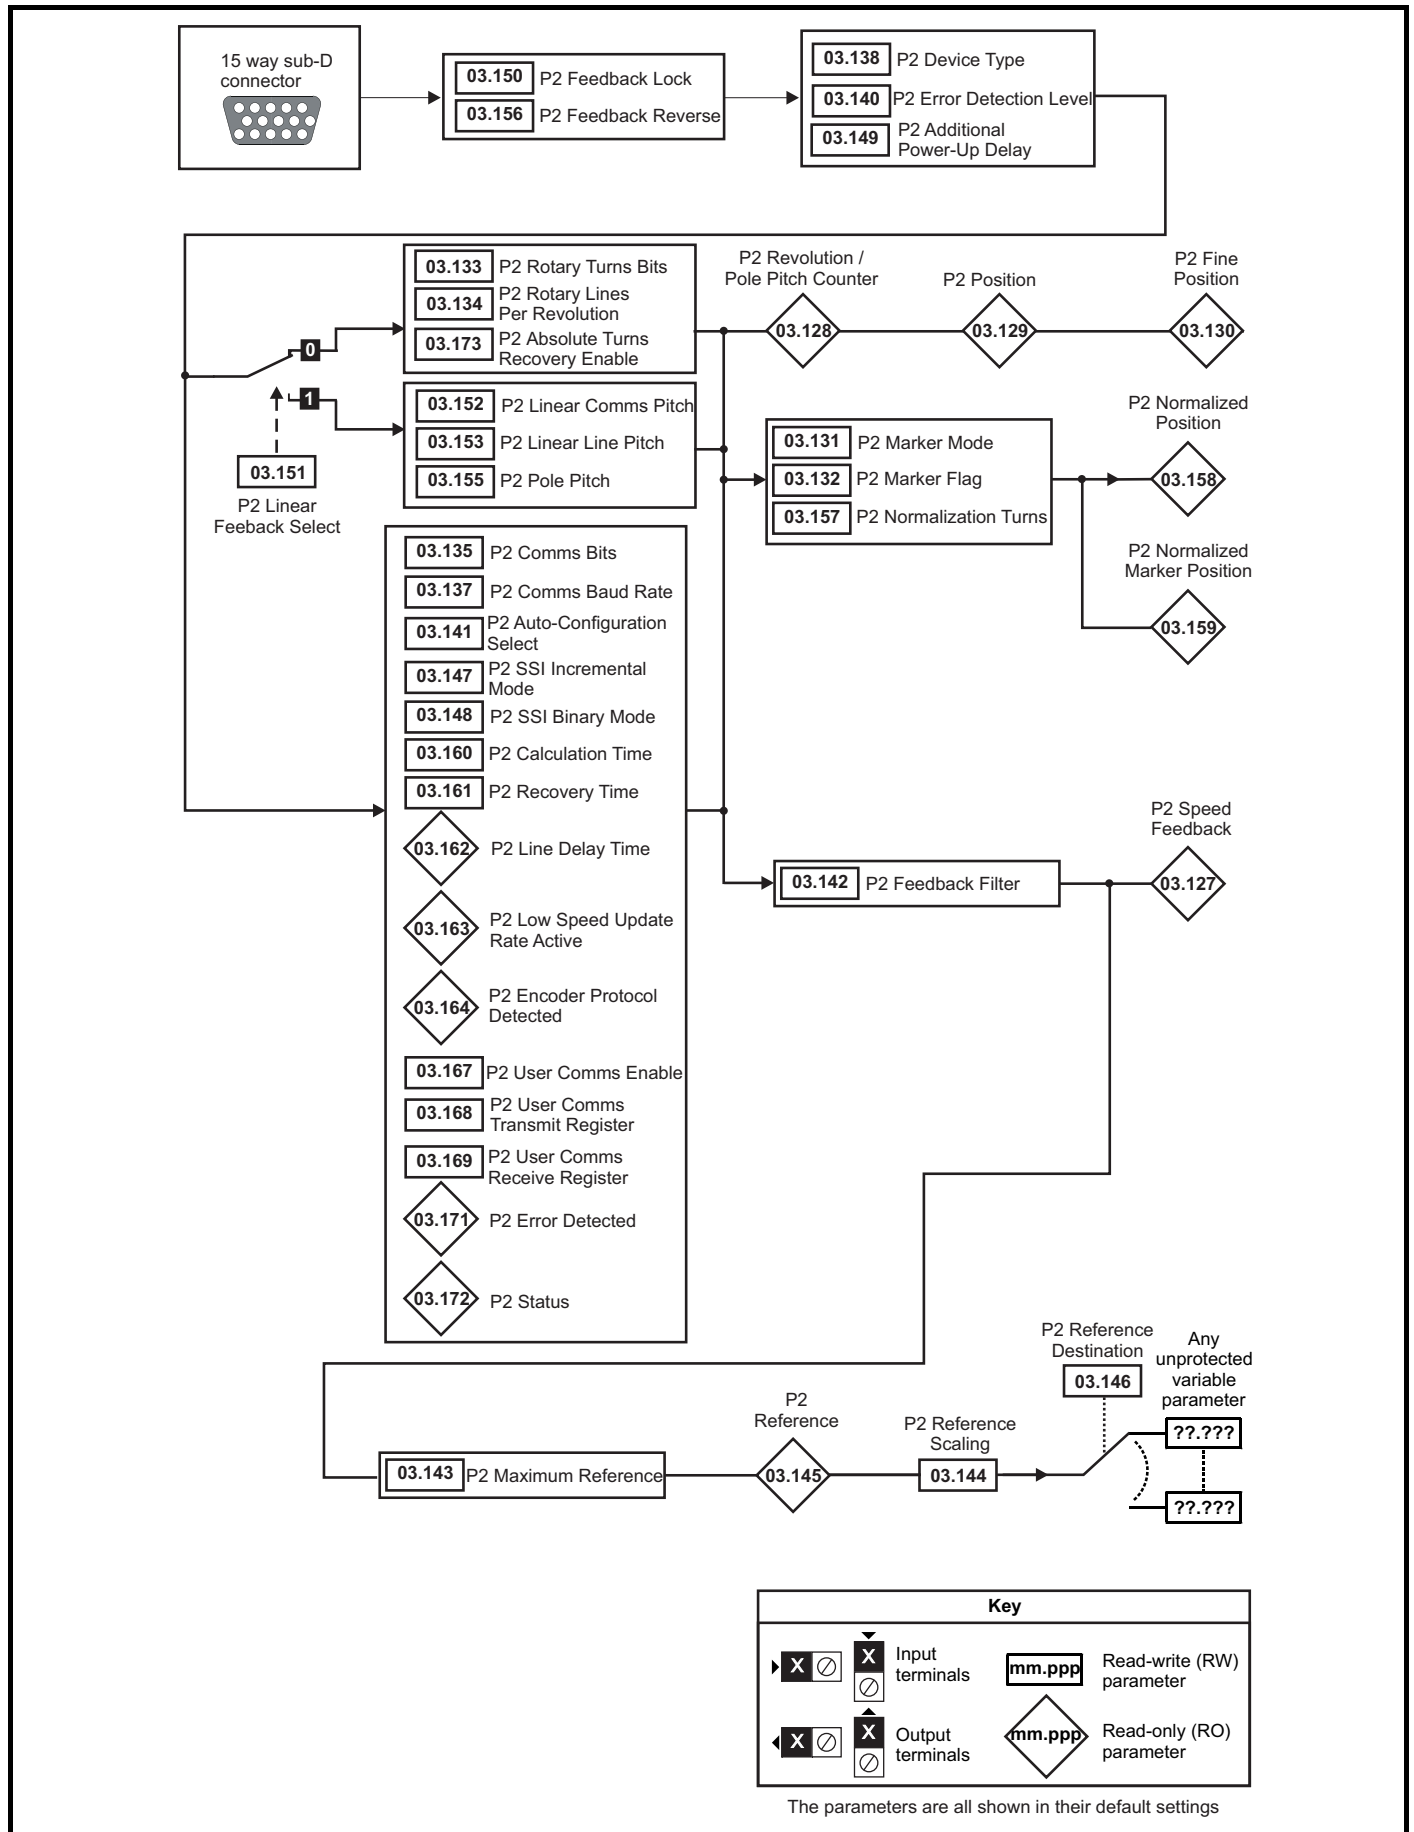 15 way sub-D
connector
03.150 P2 Feedback Lock
03.156 P2 Feedback Reverse
03.138 P2 Device Type
03.140 P2 Error Detection Level
03.149 P2 Additional
Power-Up Delay
03.133 P2 Rotary Turns Bits
03.134 P2 Rotary Lines
Per Revolution
03.173 P2 Absolute Turns
Recovery Enable
P2 Revolution /
Pole Pitch Counter
03.128
P2 Position
03.129
P2 Fine
Position
03.130
0
1
03.151
P2 Linear
Feeback Select
03.152 P2 Linear Comms Pitch
03.153 P2 Linear Line Pitch
03.155 P2 Pole Pitch
03.131 P2 Marker Mode
03.132 P2 Marker Flag
03.157 P2 Normalization Turns
P2 Normalized
Position
03.158
P2 Normalized
Marker Position
03.159
03.135 P2 Comms Bits
03.137 P2 Comms Baud Rate
03.141 P2 Auto-Configuration
Select
03.147 P2 SSI Incremental
Mode
03.148 P2 SSI Binary Mode
03.160 P2 Calculation Time
03.161 P2 Recovery Time
03.162 P2 Line Delay Time
03.163 P2 Low Speed Update
Rate Active
03.164 P2 Encoder Protocol
Detected
03.167 P2 User Comms Enable
03.168 P2 User Comms
Transmit Register
03.169 P2 User Comms
Receive Register
03.171 P2 Error Detected
03.172 P2 Status
03.142 P2 Feedback Filter
P2 Speed
Feedback
03.127
03.143 P2 Maximum Reference
P2
Reference
03.145
P2 Reference
Scaling
03.144
P2 Reference
Destination
03.146
Any
unprotected
variable
parameter
??.???
??.???
Key
X X Input
terminals
mm.ppp Read-write (RW)
parameter
X X Output
terminals
mm.ppp Read-only (RO)
parameter
The parameters are all shown in their default settings